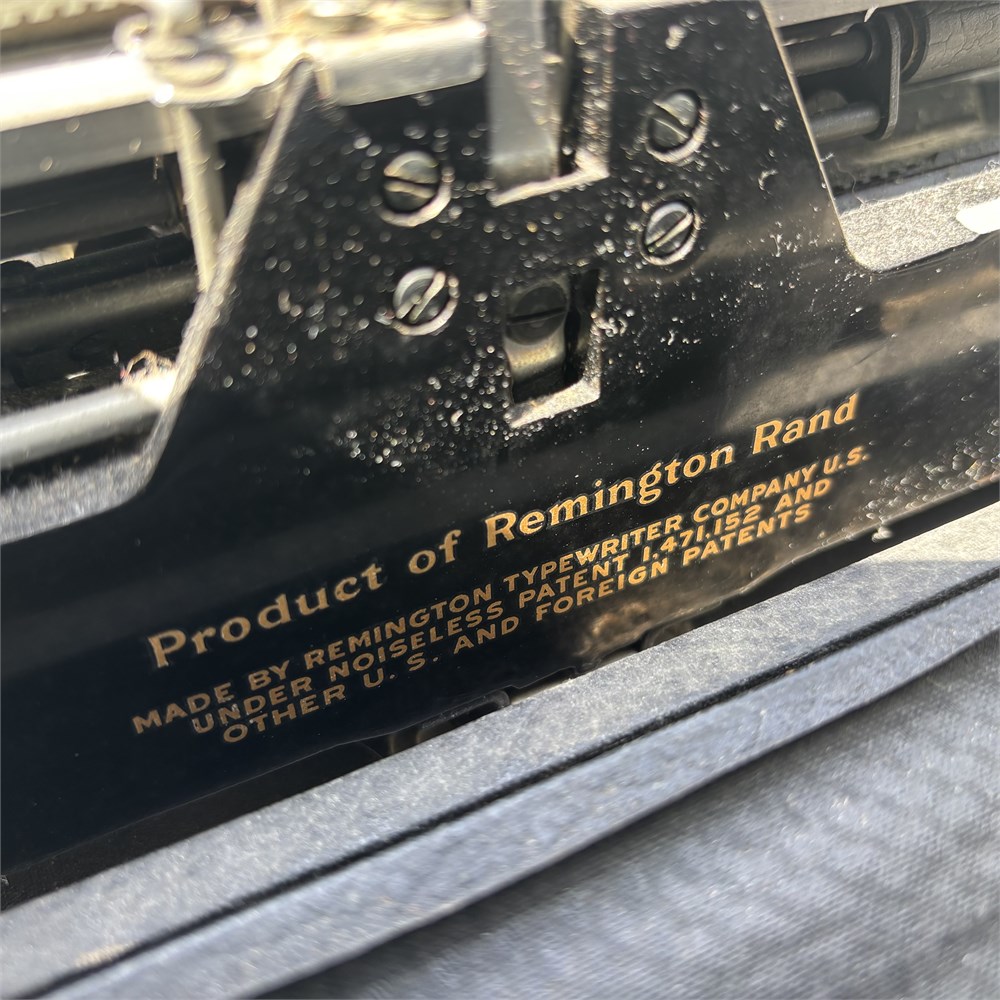 Product of Remington Rand
MADE BY REMINGTON TYPEWRITER COMPANY U.S.
UNDER NOISELESS PATENT 1,471,152 AND
OTHER U. S. AND FOREIGN PATENTS